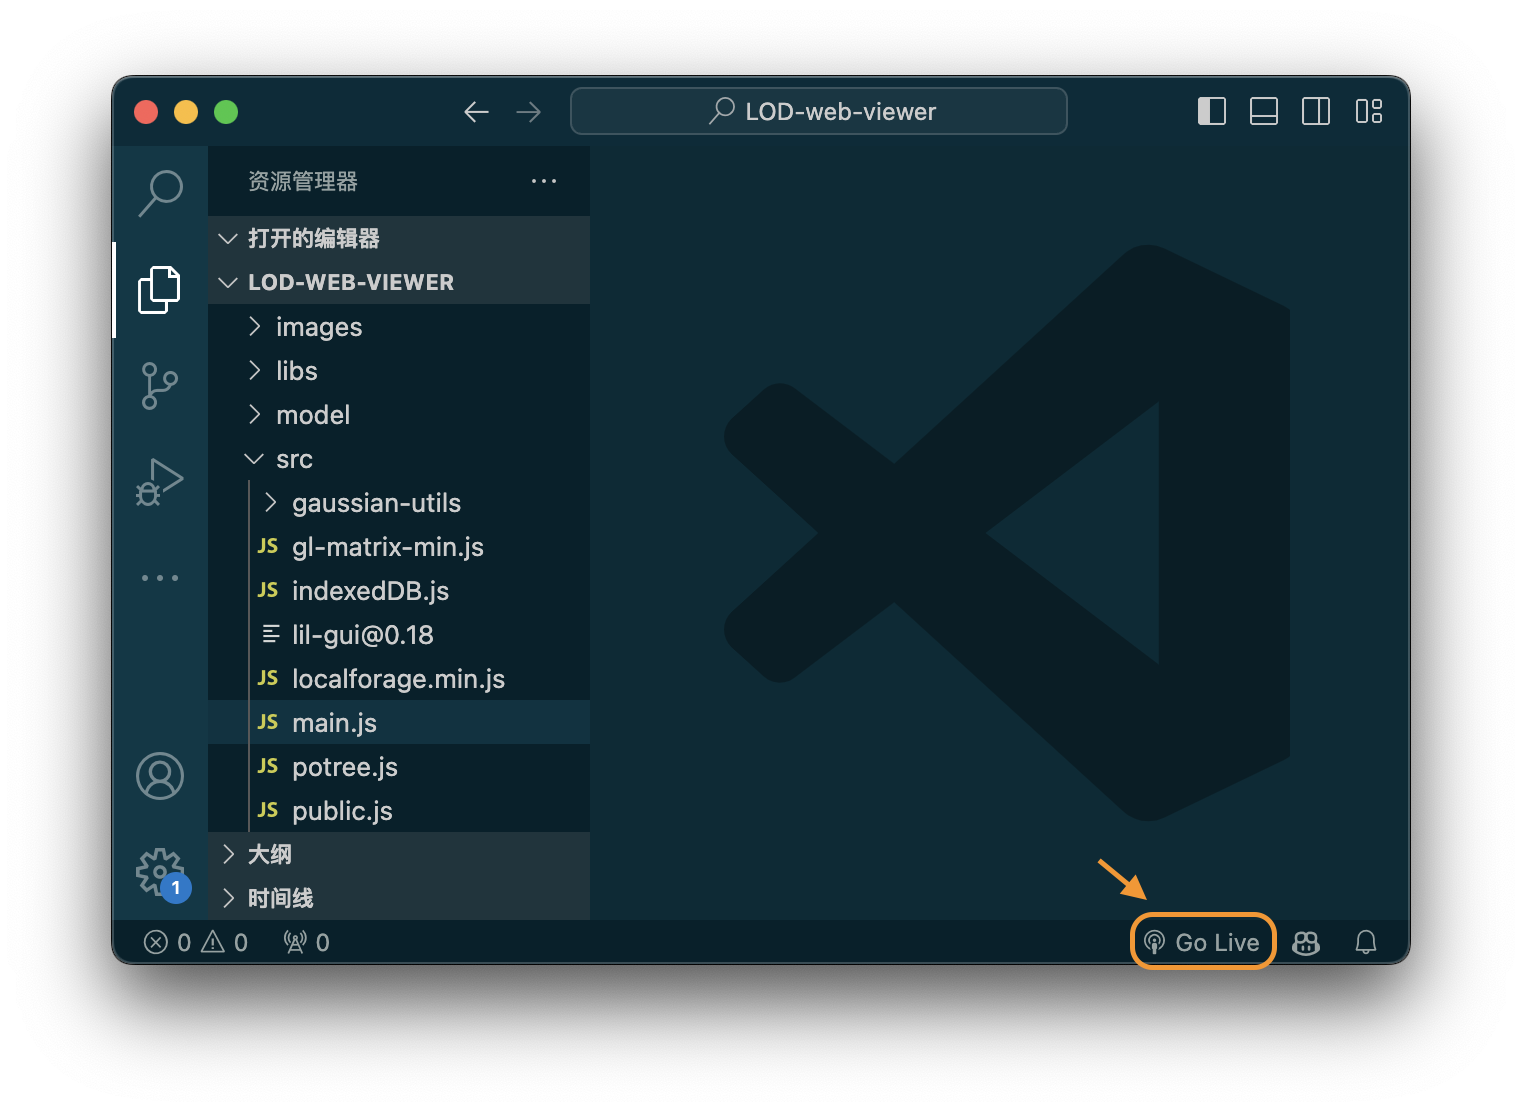 LOD-web-viewer
资源管理器
打开的编辑器
LOD-WEB-VIEWER
images
libs
model
src
gaussian-utils
JS gl-matrix-min.js
JS indexedDB.js
lil-gui@0.18
JS localforage.min.js
JS main.js
JS potree.js
JS public.js
大纲
时间线
1
0 0 0
Go Live